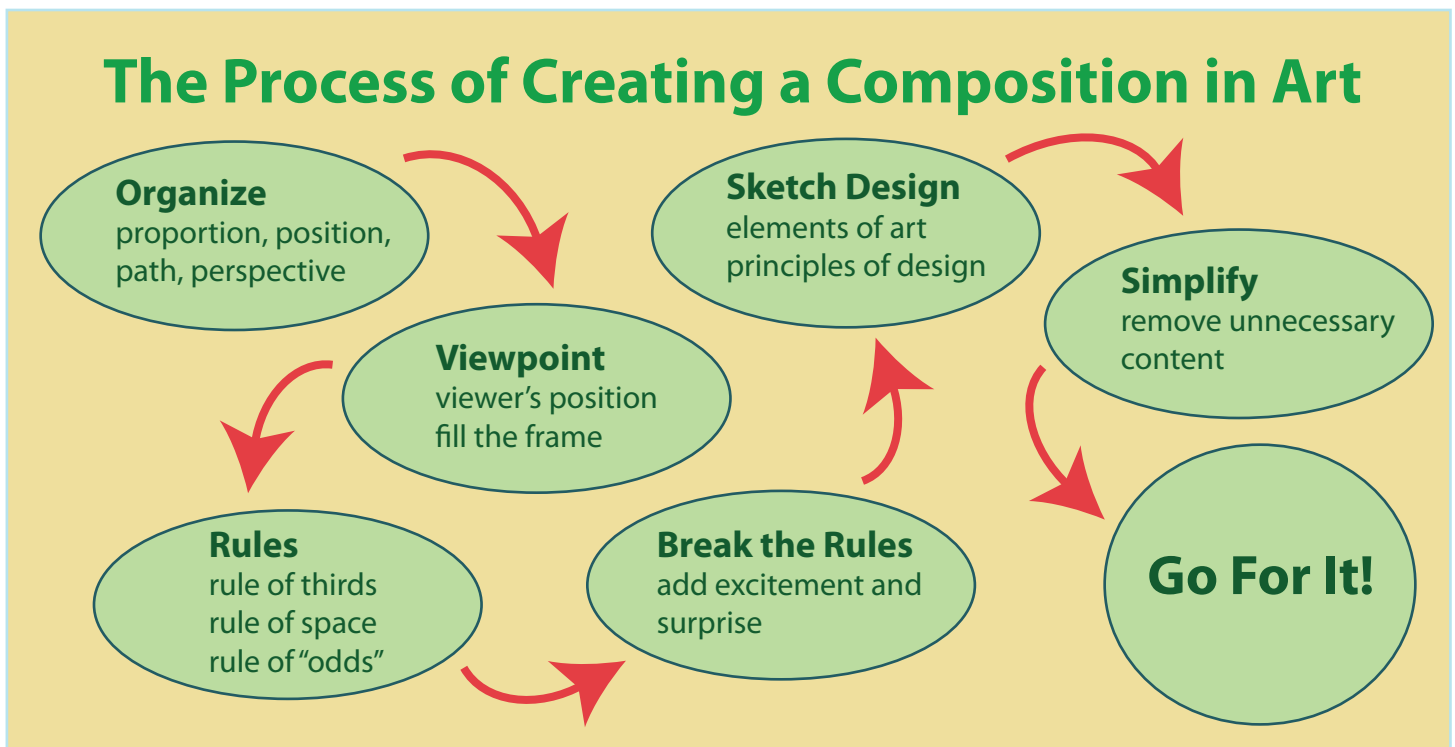 The Process of Creating a Composition in Art
Organize
proportion, position,
path, perspective
Viewpoint
viewer’s position
fill the frame
Rules
rule of thirds
rule of space
rule of “odds”
Break the Rules
add excitement and
surprise
Sketch Design
elements of art
principles of design
Simplify
remove unnecessary
content
Go For It!